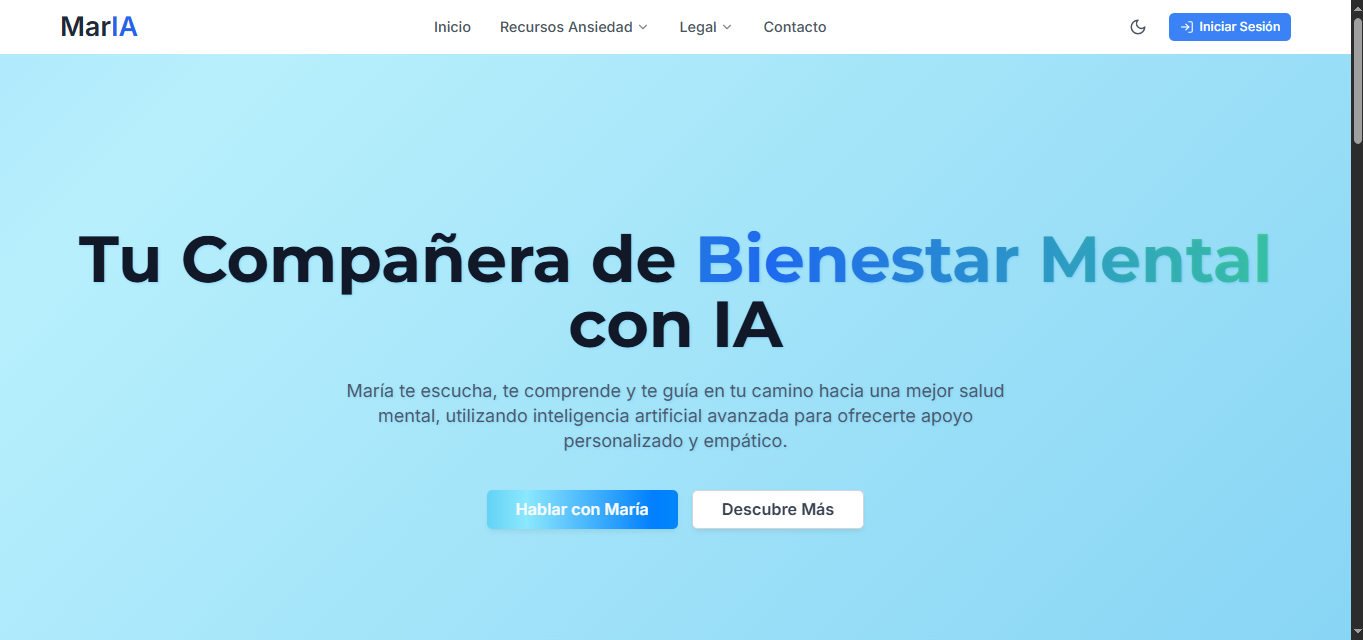 MarIA
Inicio
Recursos Ansiedad
Legal
Contacto
Iniciar Sesión
Tu Compañera de Bienestar Mental
con IA
María te escucha, te comprende y te guía en tu camino hacia una mejor salud
mental, utilizando inteligencia artificial avanzada para ofrecerte apoyo
personalizado y empático.
Hablar con María
Descubre Más